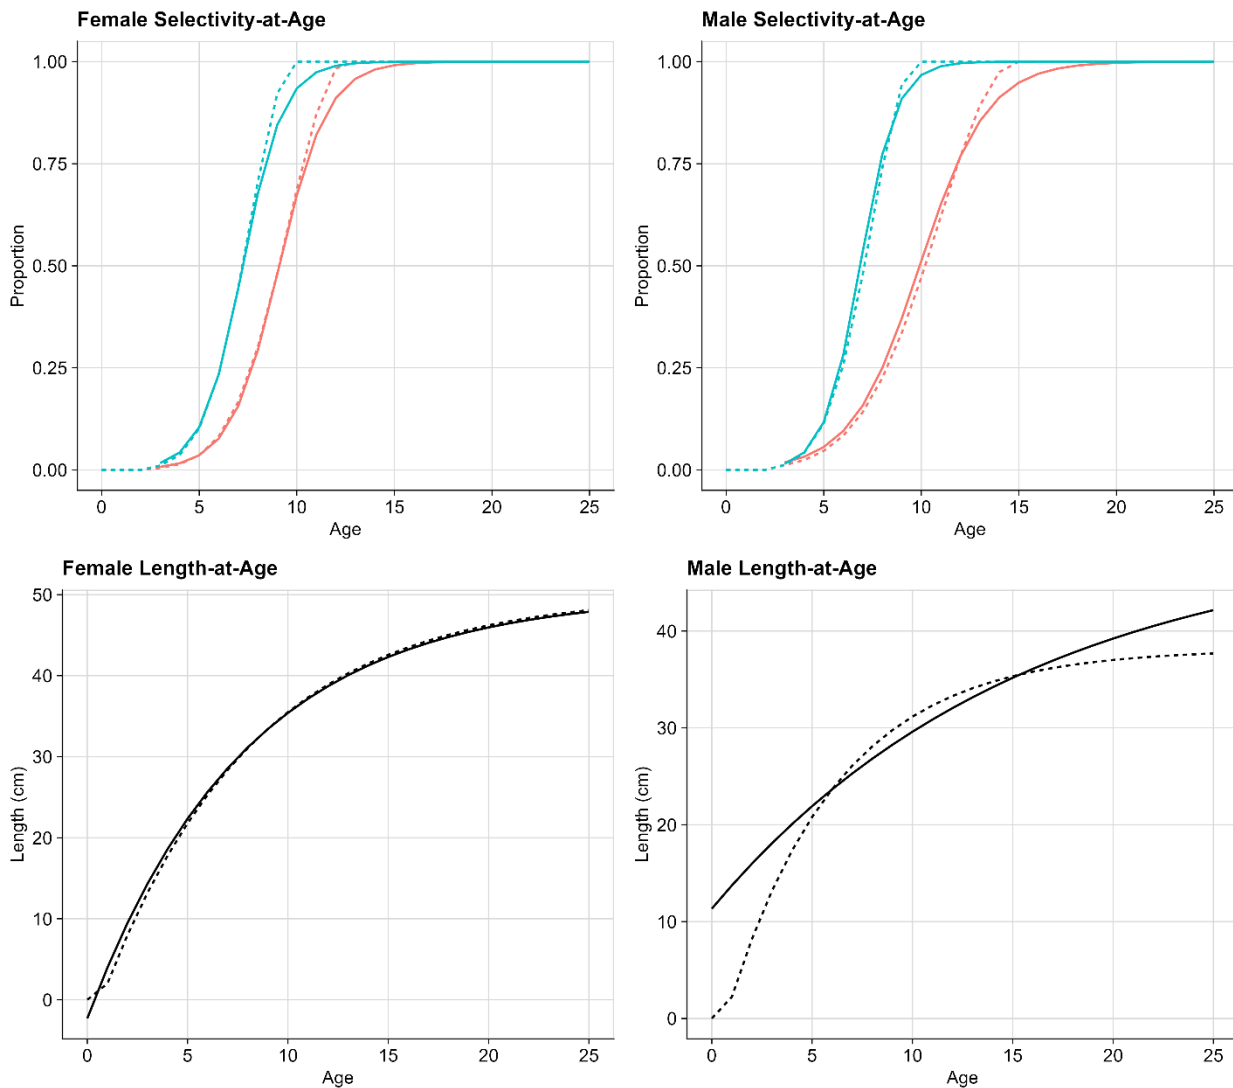 Female Selectivity-at-Age
1.00
0.75
0.50
0.25
0.00
Proportion
0 5 10 15 20 25
Age
Male Selectivity-at-Age
1.00
0.75
0.50
0.25
0.00
Proportion
0 5 10 15 20 25
Age
Female Length-at-Age
50
40
30
20
10
0
Length (cm)
0 5 10 15 20 25
Age
Male Length-at-Age
40
30
20
10
0
Length (cm)
0 5 10 15 20 25
Age